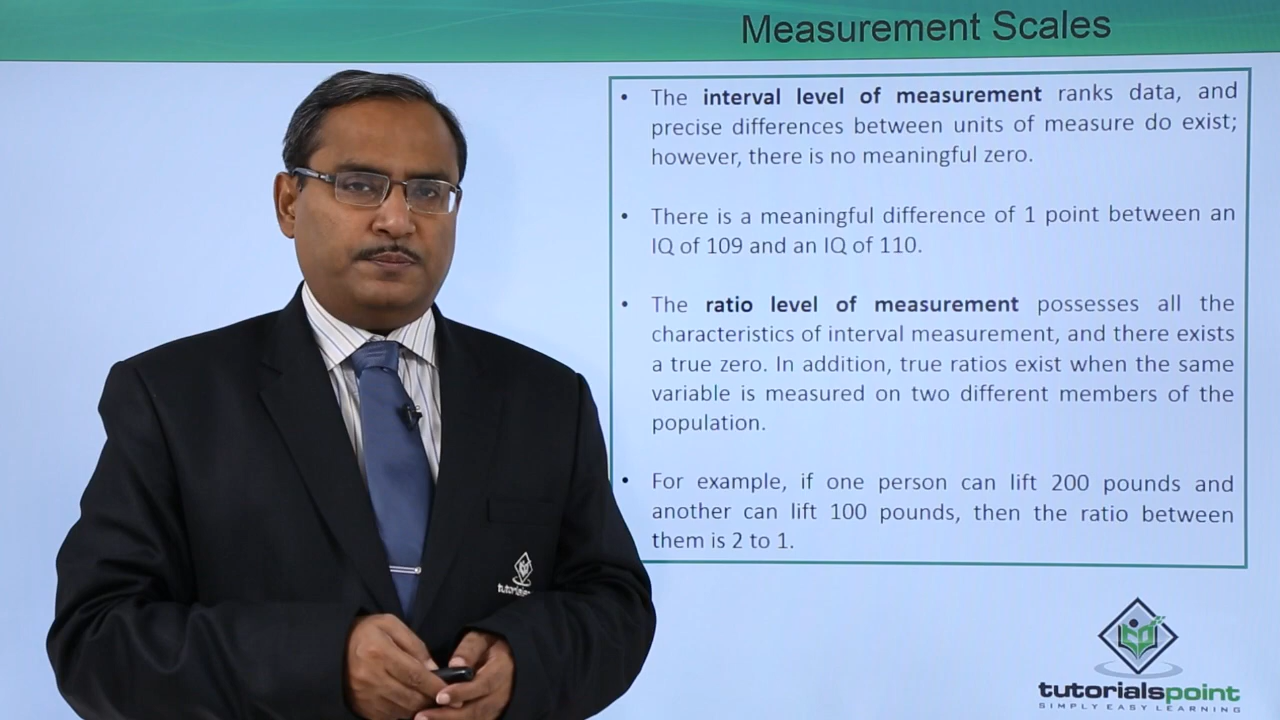 Measurement Scales
• The interval level of measurement ranks data, and
precise differences between units of measure do exist;
however, there is no meaningful zero.
• There is a meaningful difference of 1 point between an
IQ of 109 and an IQ of 110.
• The ratio level of measurement possesses all the
characteristics of interval measurement, and there exists
a true zero. In addition, true ratios exist when the same
variable is measured on two different members of the
population.
• For example, if one person can lift 200 pounds and
another can lift 100 pounds, then the ratio between
them is 2 to 1.
tutorialspoint
SIMPLY EASY LEARNING